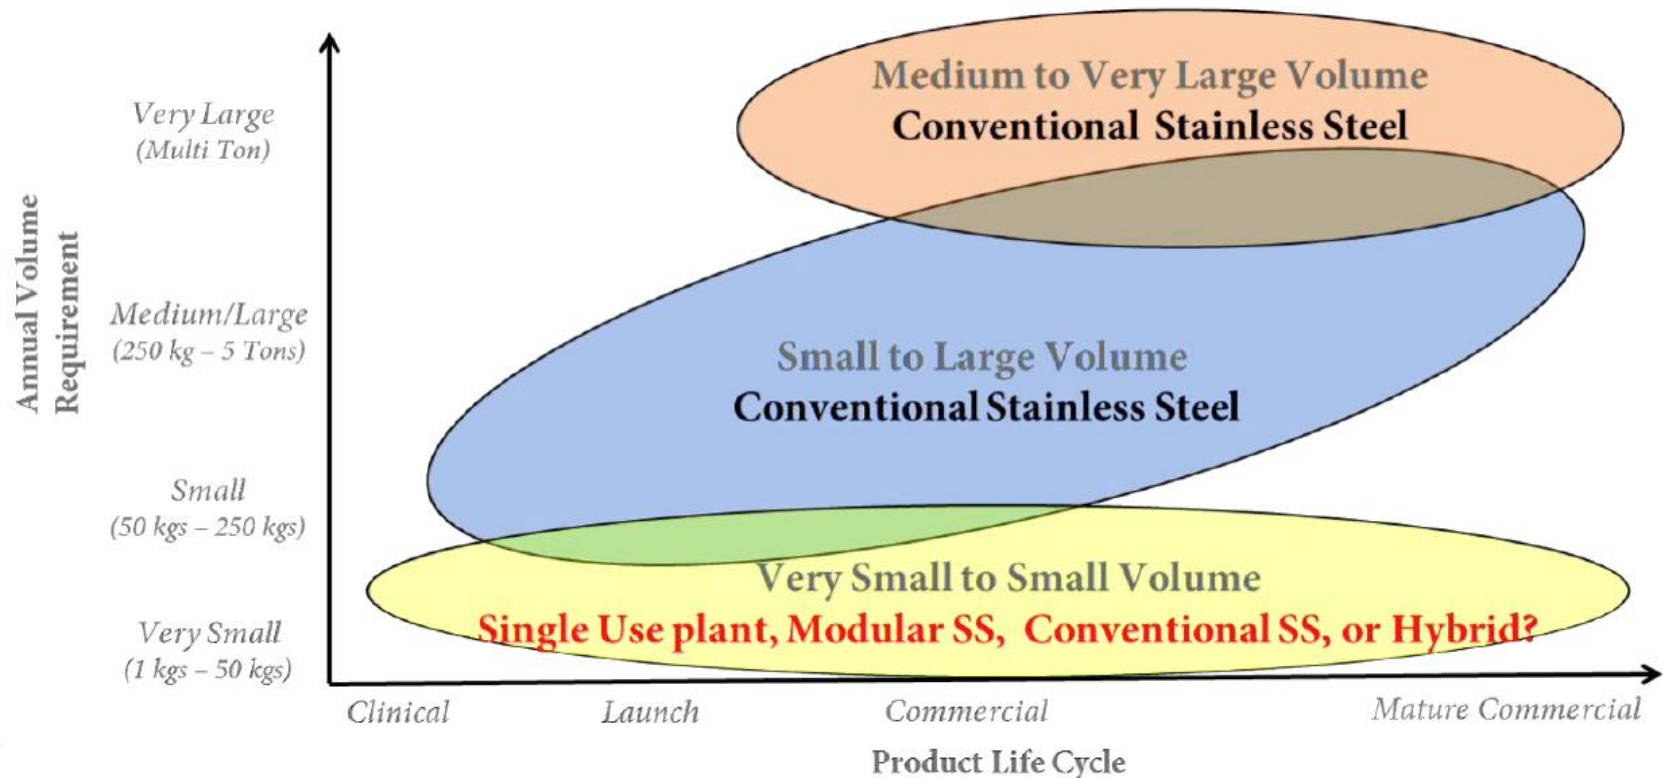 Medium to Very Large Volume
Conventional Stainless Steel
Very Large
(Multi Ton)
Annual Volume
Requirement
Medium/Large
(250 kg – 5 Tons)
Small to Large Volume
Conventional Stainless Steel
Small
(50 kgs – 250 kgs)
Very Small to Small Volume
Single Use plant, Modular SS, Conventional SS, or Hybrid?
Very Small
(1 kgs – 50 kgs)
Clinical
Launch
Commercial
Mature Commercial
Product Life Cycle